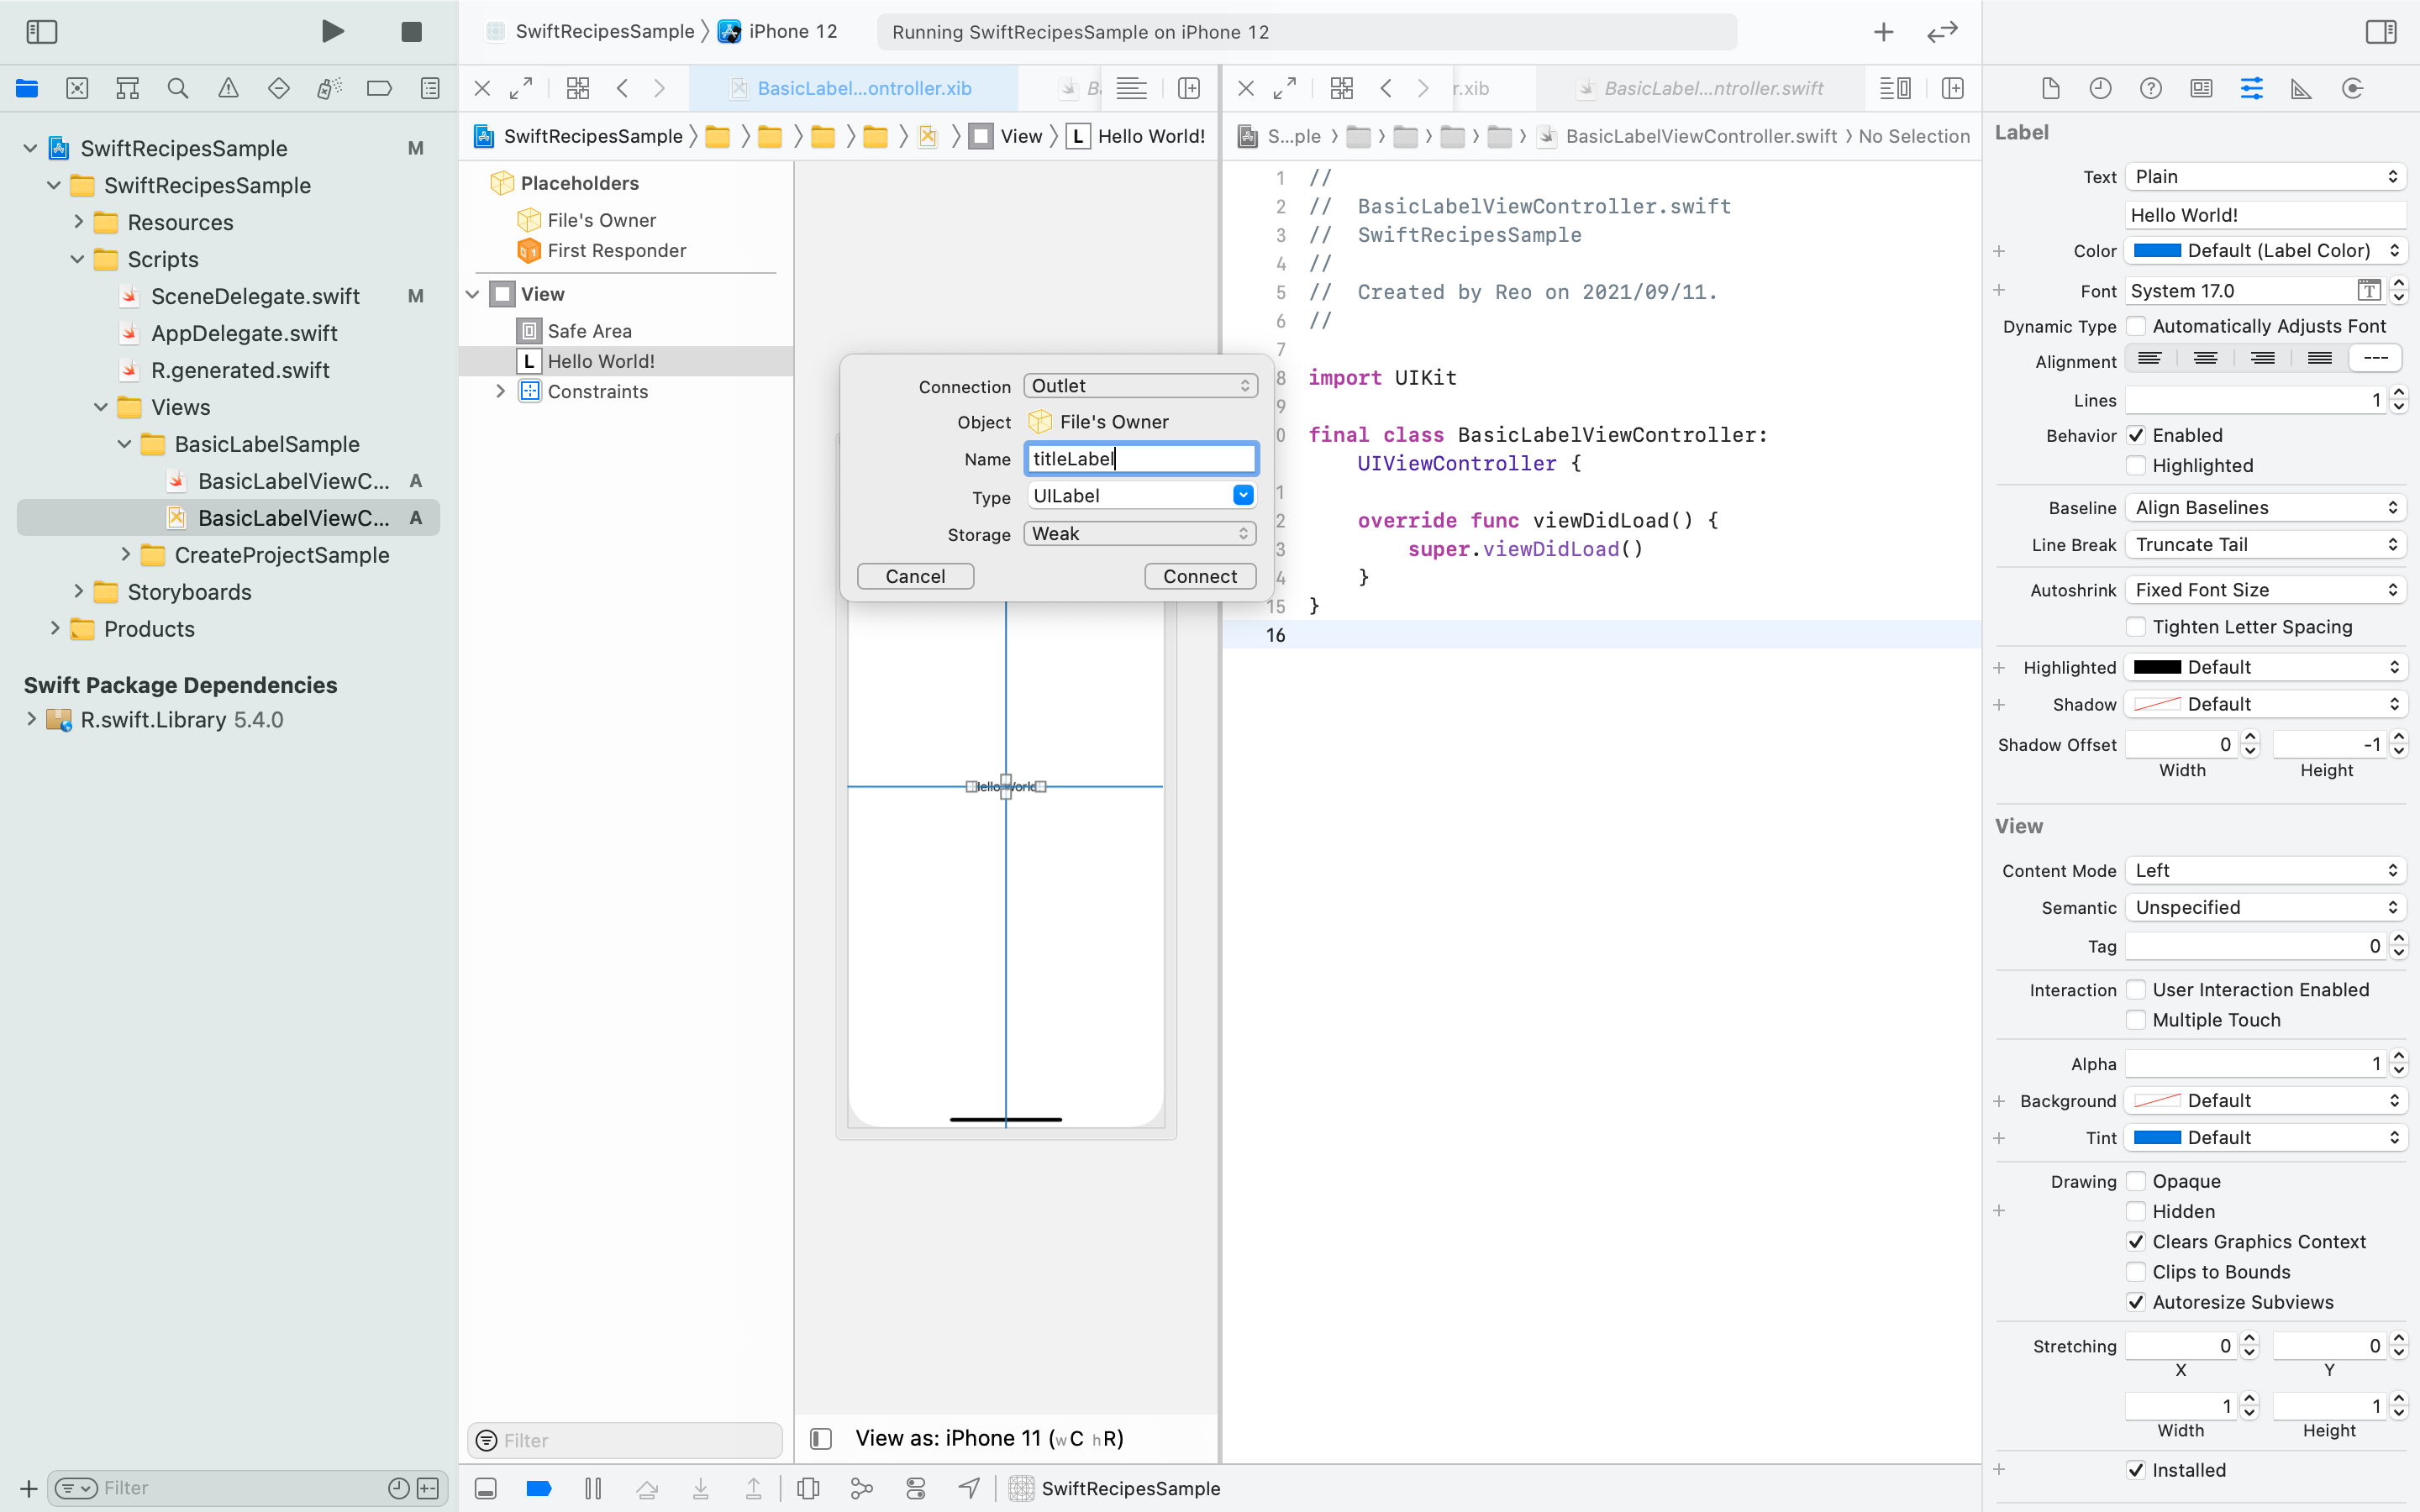 SwiftRecipesSample 〉 iPhone 12
Running SwiftRecipesSample on iPhone 12
BasicLabel...ontroller.xib
r.xib
BasicLabel...ntroller.swift
SwiftRecipesSample
View
L Hello World!
S...ple
BasicLabelViewController.swift
No Selection
SwiftRecipesSample M
SwiftRecipesSample
Resources
Scripts
SceneDelegate.swift M
AppDelegate.swift
R.generated.swift
Views
BasicLabelSample
BasicLabelViewC... A
BasicLabelViewC... A
CreateProjectSample
Storyboards
Products
Swift Package Dependencies
R.swift.Library 5.4.0
Filter
Placeholders
File's Owner
First Responder
View
Safe Area
L Hello World!
Constraints
Filter
Connection Outlet
Object File's Owner
Name titleLabel
Type UILabel
Storage Weak
Cancel Connect
View as: iPhone 11 (wC hR)
1 //
2 //  BasicLabelViewController.swift
3 //  SwiftRecipesSample
4 //
5 //  Created by Reo on 2021/09/11.
6 //
7
8 import UIKit
9
0 final class BasicLabelViewController:
UIViewController {
1
2 override func viewDidLoad() {
3 super.viewDidLoad()
4 }
15 }
16
SwiftRecipesSample
Label
Text Plain
Hello World!
Color Default (Label Color)
Font System 17.0
Dynamic Type Automatically Adjusts Font
Alignment
Lines 1
Behavior Enabled
Highlighted
Baseline Align Baselines
Line Break Truncate Tail
Autoshrink Fixed Font Size
Tighten Letter Spacing
Highlighted Default
Shadow Default
Shadow Offset 0 -1
Width Height
View
Content Mode Left
Semantic Unspecified
Tag 0
Interaction User Interaction Enabled
Multiple Touch
Alpha 1
Background Default
Tint Default
Drawing Opaque
Hidden
Clears Graphics Context
Clips to Bounds
Autoresize Subviews
Stretching 0 0
X Y
1 1
Width Height
Installed